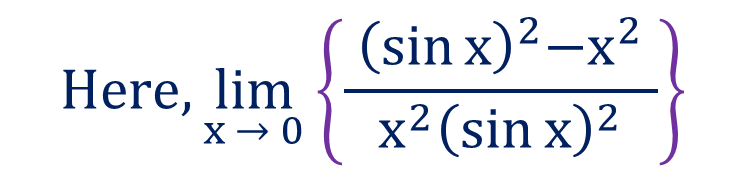 Here, lim x → 0 { (sin x)²−x² / x²(sin x)² }